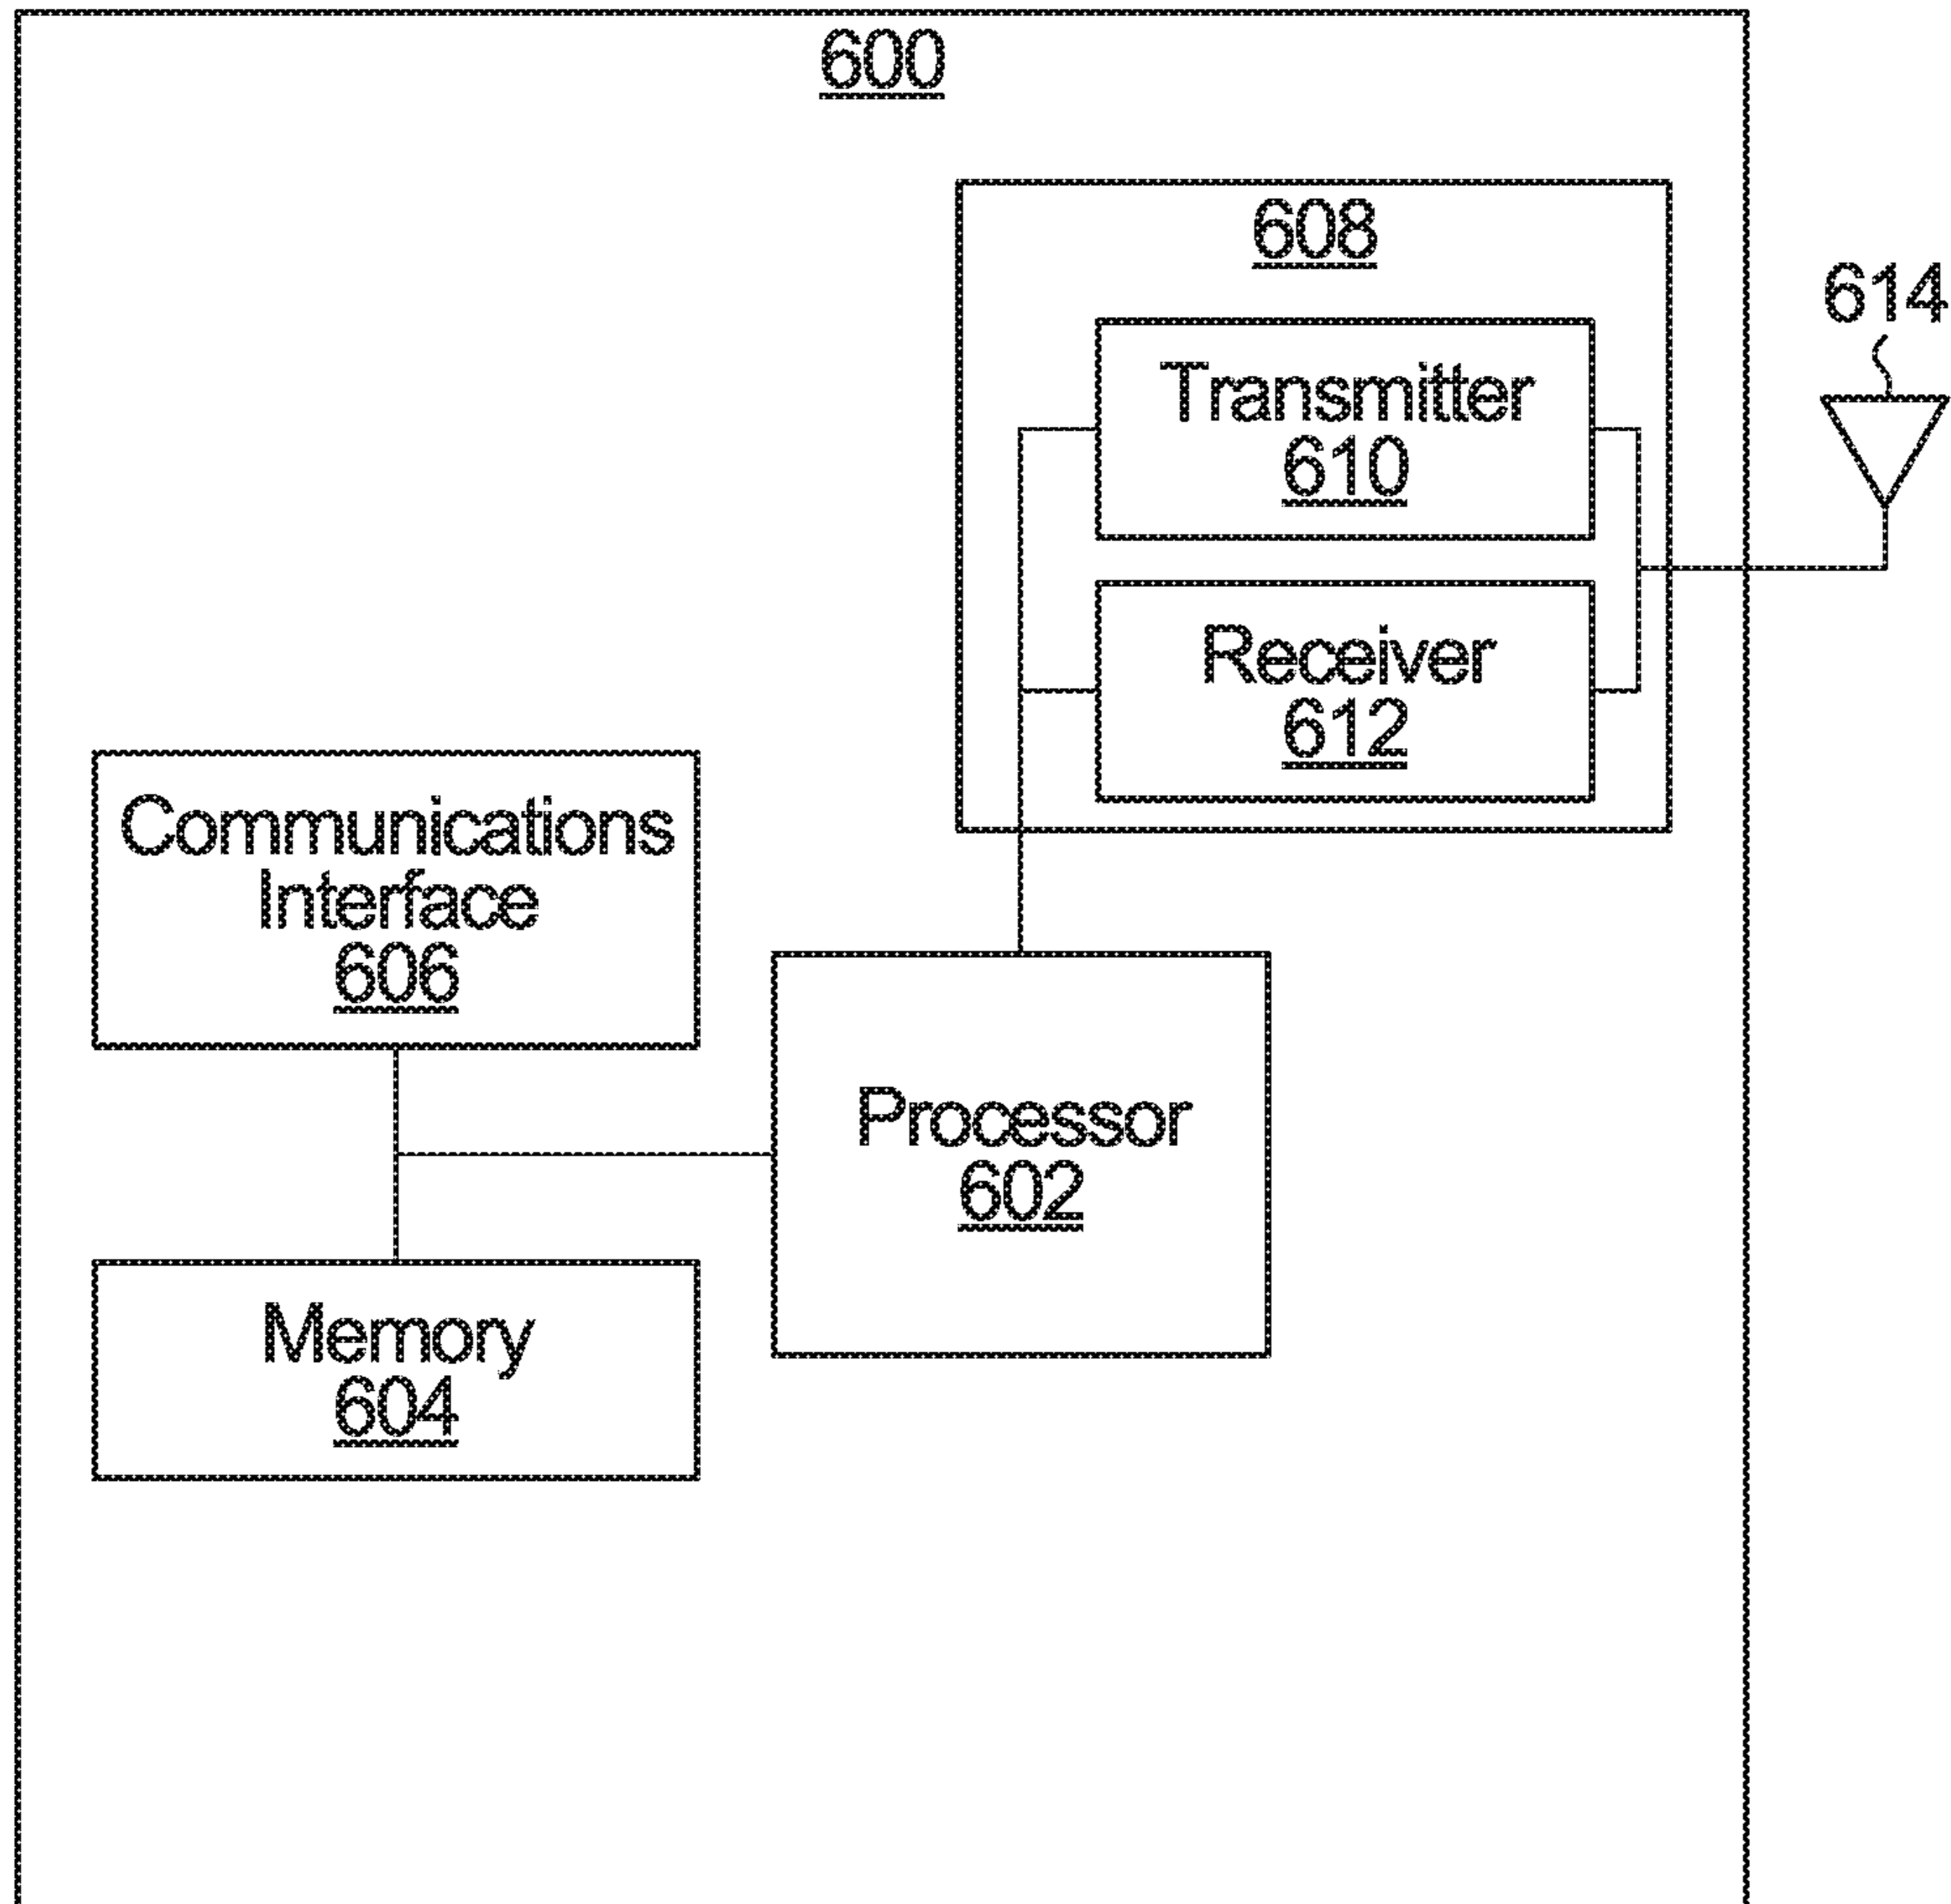 600
608
614
Transmitter
610
Receiver
612
Communications
Interface
606
Processor
602
Memory
604